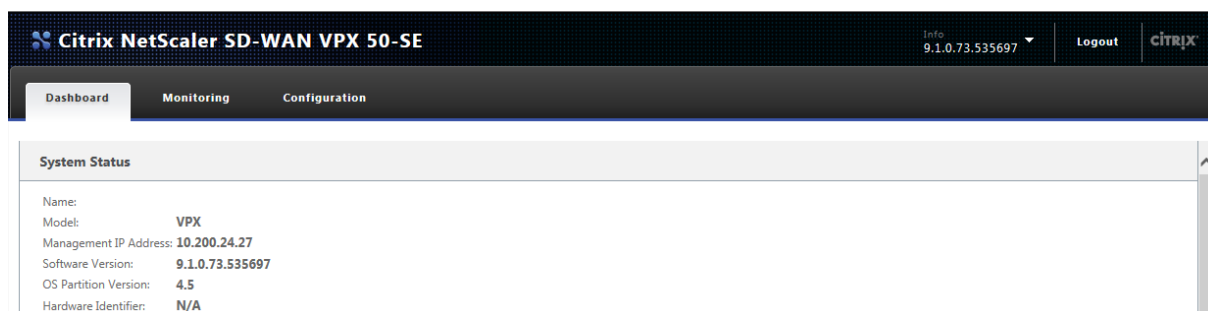 Citrix NetScaler SD-WAN VPX 50-SE
Info
9.1.0.73.535697
Logout
CİTRIX
Dashboard Monitoring Configuration
System Status
Name:
Model: VPX
Management IP Address: 10.200.24.27
Software Version: 9.1.0.73.535697
OS Partition Version: 4.5
Hardware Identifier: N/A